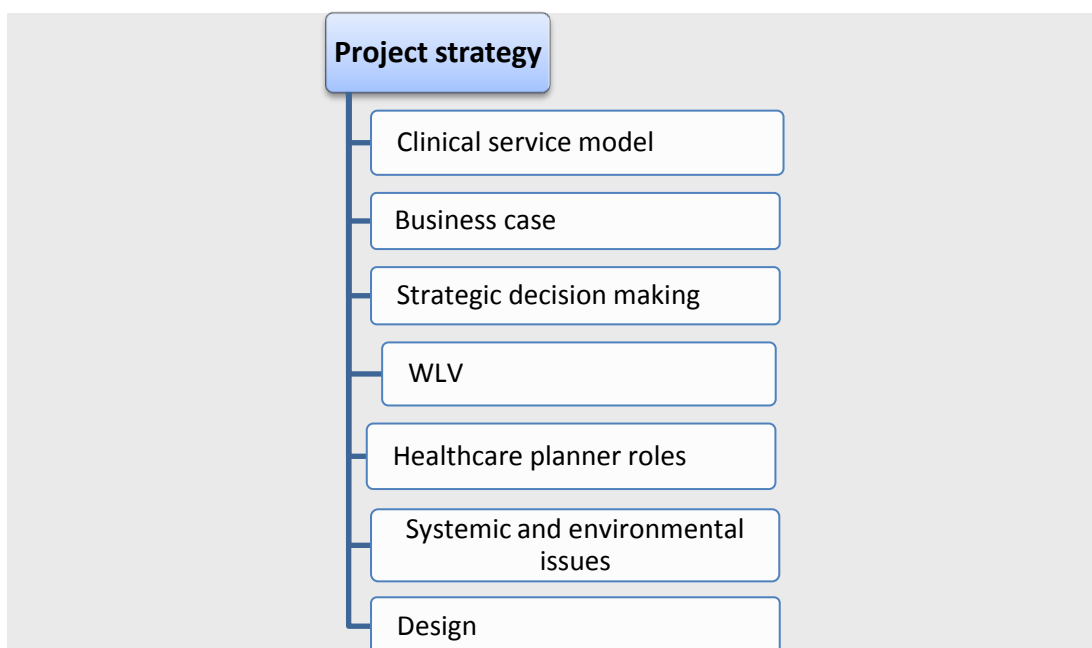 Project strategy
Clinical service model
Business case
Strategic decision making
WLV
Healthcare planner roles
Systemic and environmental
issues
Design